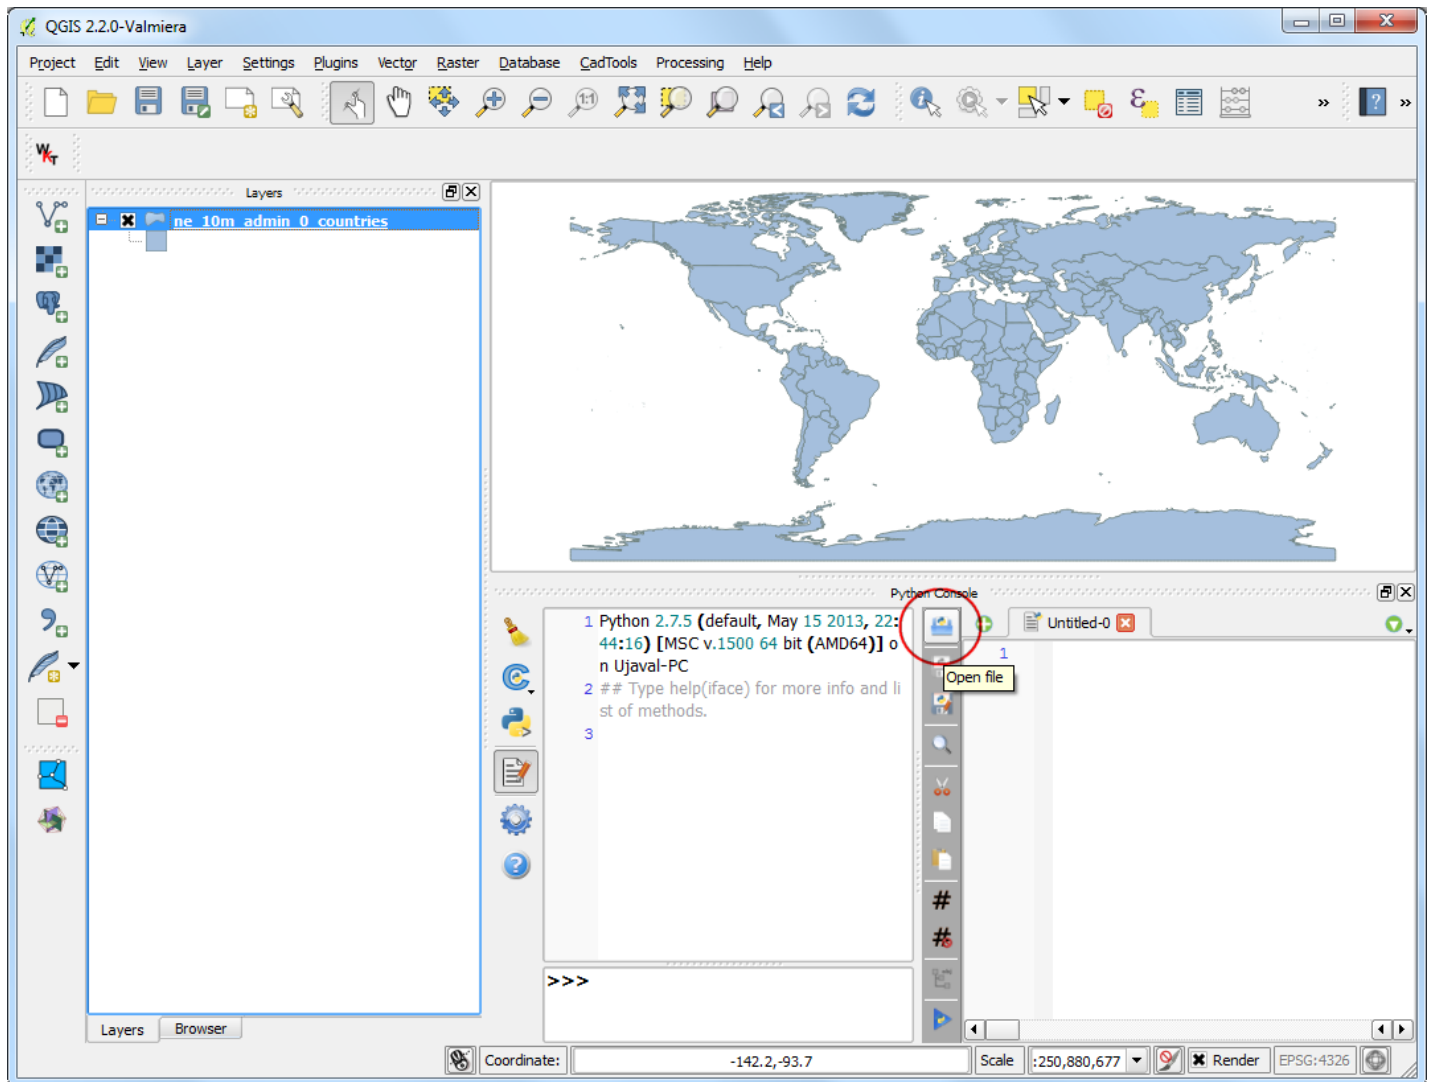 QGIS 2.2.0-Valmiera
Project Edit View Layer Settings Plugins Vector Raster Database CadTools Processing Help
1:1
ε
?
»
»
WKT
Layers
ne_10m_admin_0_countries
Python Console
1 Python 2.7.5 (default, May 15 2013, 22:
44:16) [MSC v.1500 64 bit (AMD64)] o
n Ujaval-PC
2 ## Type help(iface) for more info and li
st of methods.
3
Untitled-0
1
Open file
?
#
#
>>>
Layers Browser
Coordinate: -142.2,-93.7 Scale :250,880,677 Render EPSG:4326